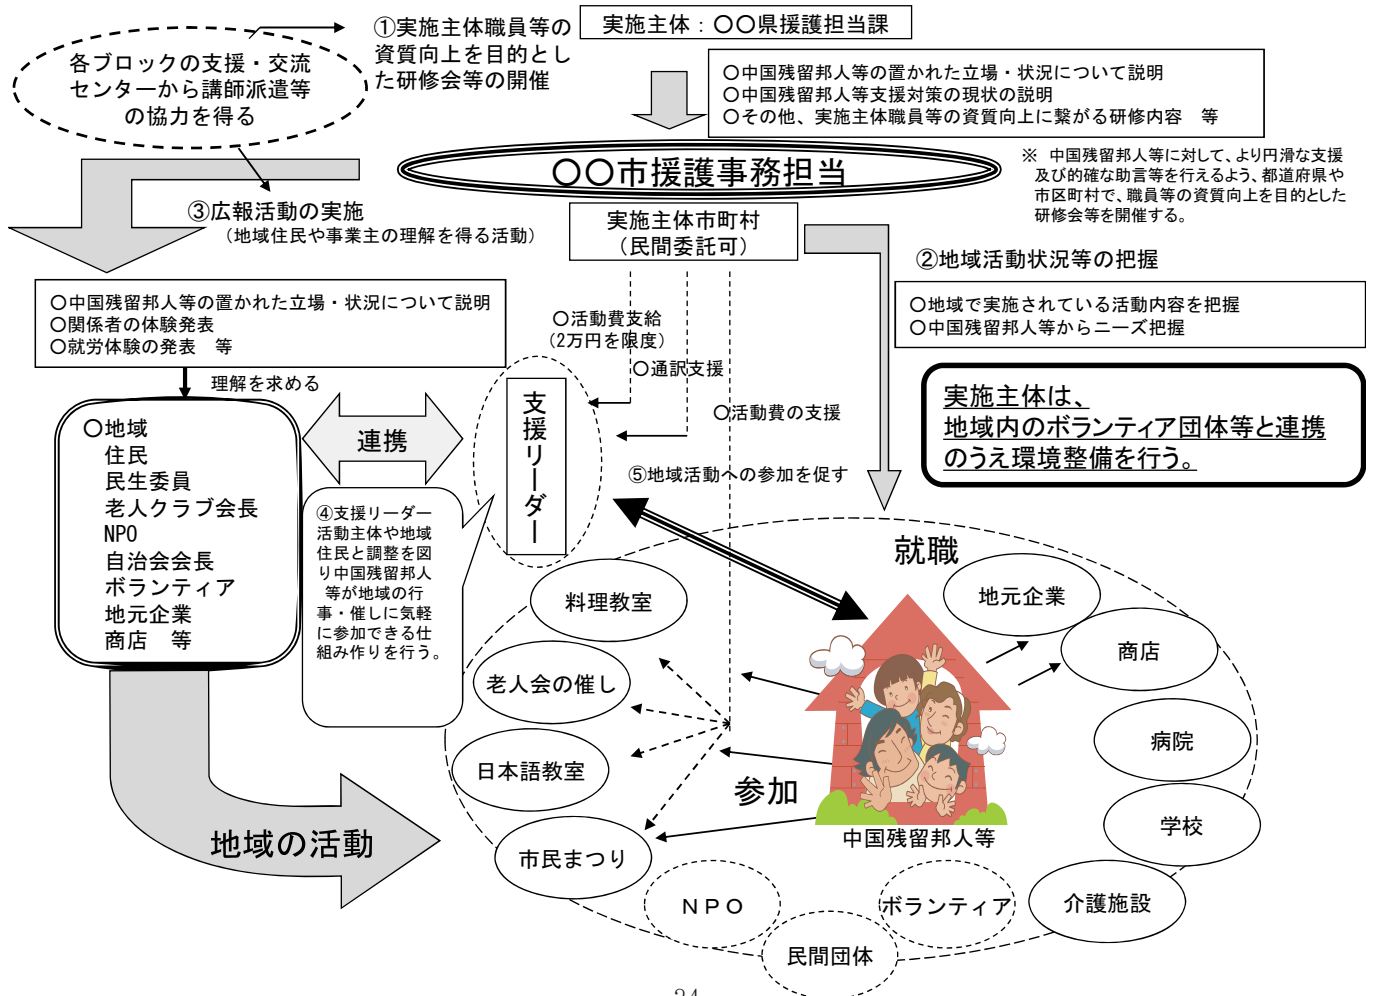 ①実施主体職員等の
資質向上を目的とし
た研修会等の開催
実施主体：〇〇県援護担当課
各ブロックの支援・交流
センターから講師派遣等
の協力を得る
〇中国残留邦人等の置かれた立場・状況について説明
〇中国残留邦人等支援対策の現状の説明
〇その他、実施主体職員等の資質向上に繋がる研修内容　等
〇〇市援護事務担当
※　中国残留邦人等に対して、より円滑な支援
及び的確な助言等を行えるよう、都道府県や
市区町村で、職員等の資質向上を目的とした
研修会等を開催する。
③広報活動の実施
（地域住民や事業主の理解を得る活動）
実施主体市町村
（民間委託可）
②地域活動状況等の把握
〇中国残留邦人等の置かれた立場・状況について説明
〇関係者の体験発表
〇就労体験の発表　等
〇地域で実施されている活動内容を把握
〇中国残留邦人等からニーズ把握
〇活動費支給
（2万円を限度）
〇通訳支援
〇活動費の支援
理解を求める
実施主体は、
地域内のボランティア団体等と連携
のうえ環境整備を行う。
〇地域
住民
民生委員
老人クラブ会長
NPO
自治会会長
ボランティア
地元企業
商店　等
連携
支援リーダー
⑤地域活動への参加を促す
④支援リーダー
活動主体や地域
住民と調整を図
り中国残留邦人
等が地域の行
事・催しに気軽
に参加できる仕
組み作りを行う。
就職
料理教室
老人会の催し
日本語教室
市民まつり
参加
地元企業
商店
病院
学校
介護施設
中国残留邦人等
ＮＰＯ
民間団体
ボランティア
地域の活動
24